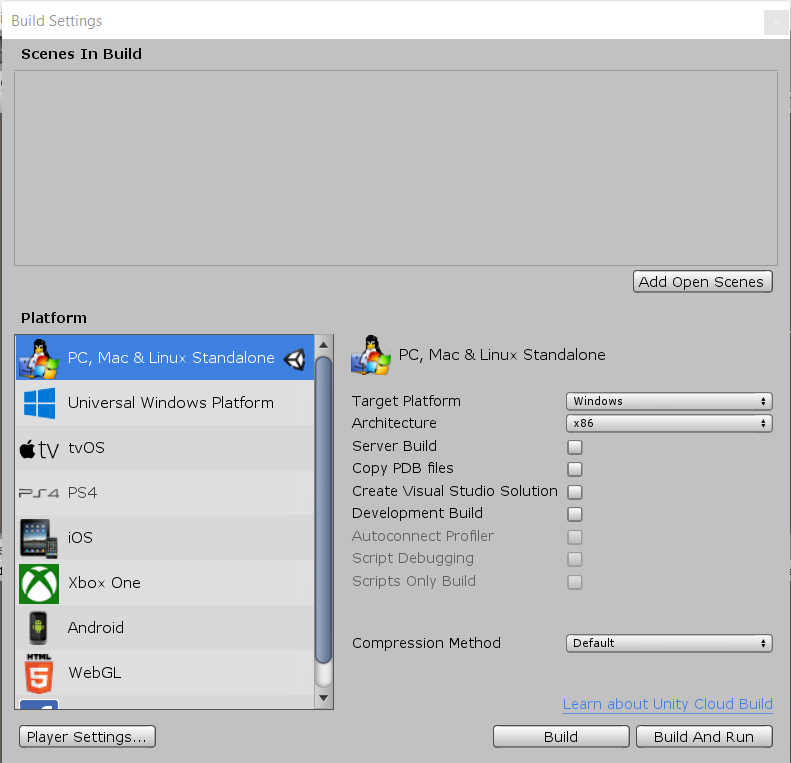 Build Settings
Scenes In Build
Add Open Scenes
Platform
PC, Mac & Linux Standalone
Universal Windows Platform
tv tvOS
PS4 PS4
iOS
Xbox One
Android
HTML
5 WebGL
PC, Mac & Linux Standalone
Target Platform Windows
Architecture x86
Server Build
Copy PDB files
Create Visual Studio Solution
Development Build
Autoconnect Profiler
Script Debugging
Scripts Only Build
Compression Method Default
Learn about Unity Cloud Build
Player Settings...
Build
Build And Run